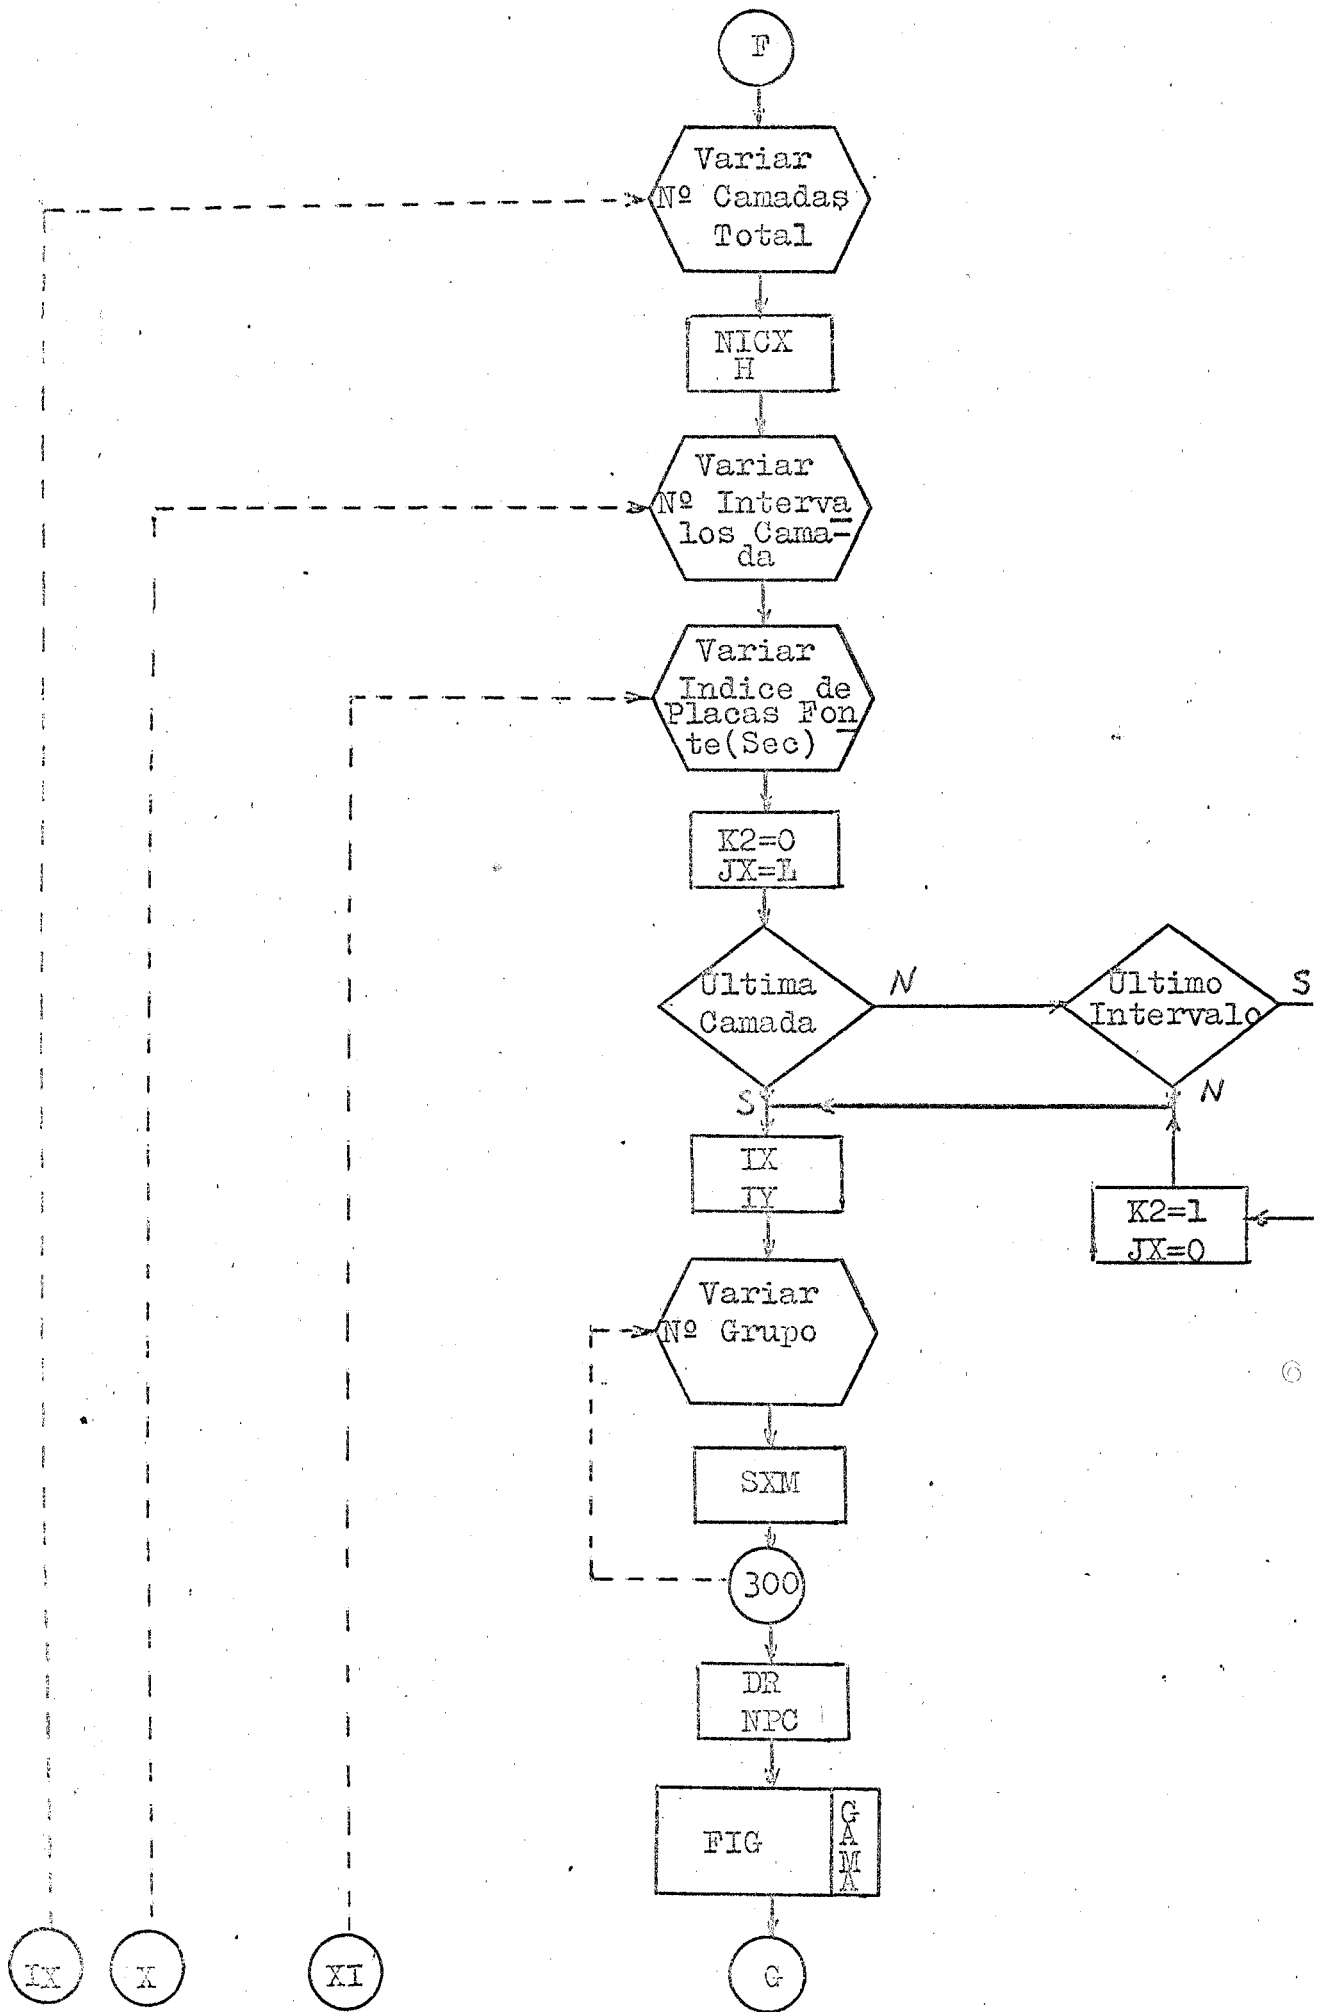 F
Variar
Nº Camadas
Total
NICX
H
Variar
Nº Interva
los Cama-
da
Variar
Indice de
Placas Fon
te(Sec)
K2=0
JX=L
Última
Camada
N
Último
Intervalo
S
S
N
IX
IY
K2=1
JX=0
Variar
Nº Grupo
SXM
300
DR
NPC
FIG
GAMA
IX
X
XI
G